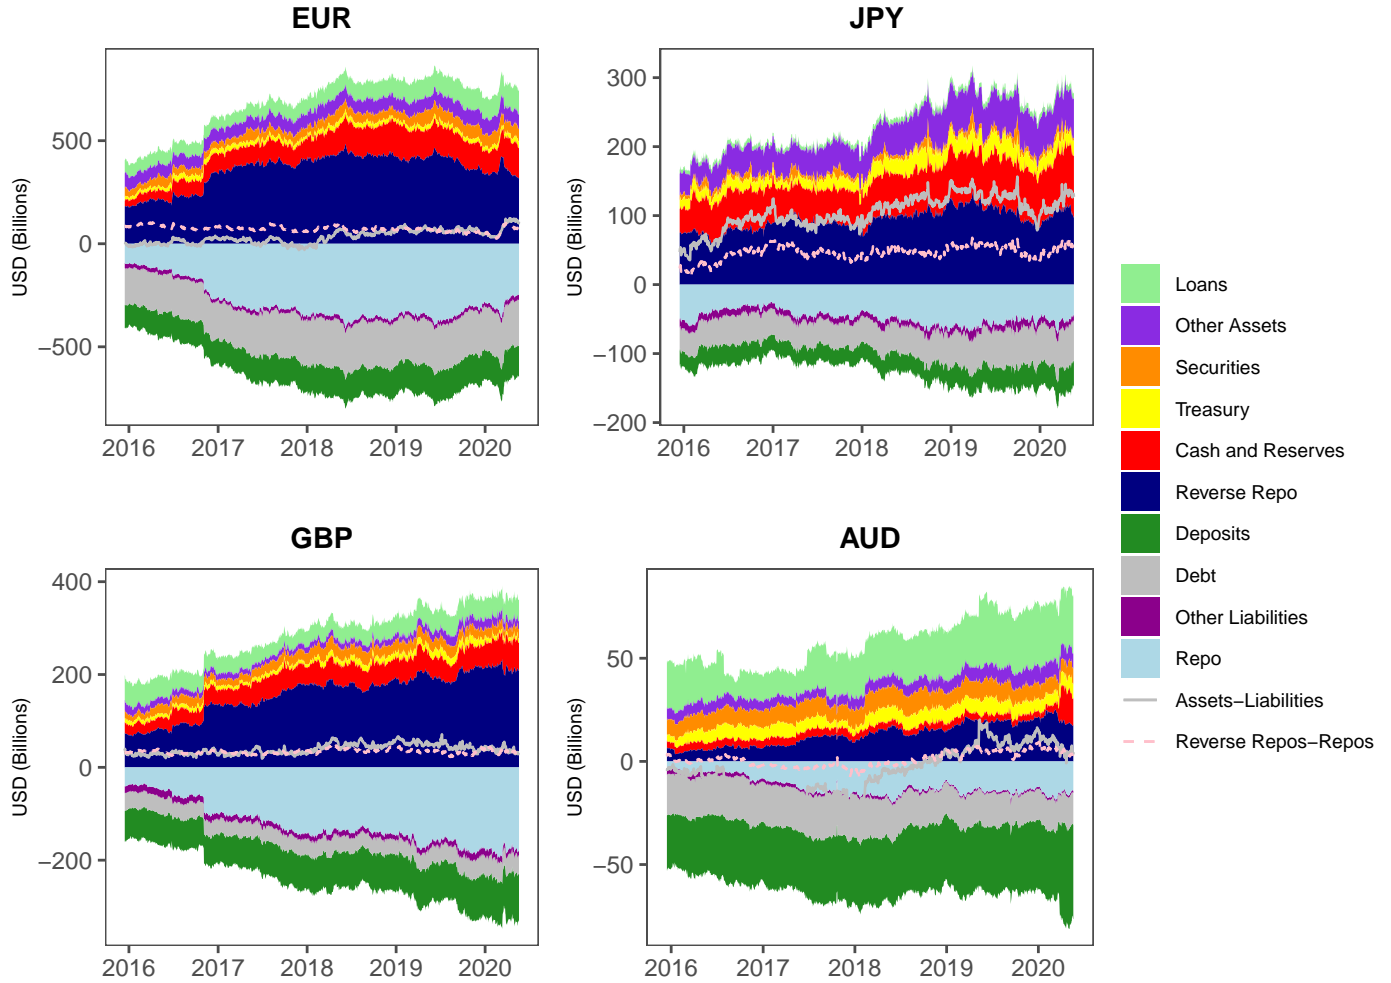 EUR
JPY
USD (Billions)
500
0
−500
2016 2017 2018 2019 2020
USD (Billions)
300
200
100
0
−100
−200
2016 2017 2018 2019 2020
GBP
AUD
USD (Billions)
400
200
0
−200
2016 2017 2018 2019 2020
USD (Billions)
50
0
−50
2016 2017 2018 2019 2020
Loans
Other Assets
Securities
Treasury
Cash and Reserves
Reverse Repo
Deposits
Debt
Other Liabilities
Repo
Assets−Liabilities
Reverse Repos−Repos